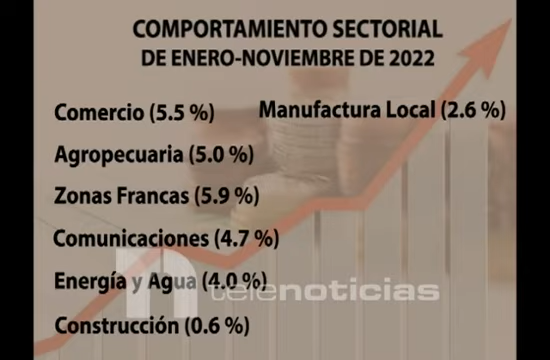 COMPORTAMIENTO SECTORIAL
DE ENERO-NOVIEMBRE DE 2022
Comercio (5.5 %)
Manufactura Local (2.6 %)
Agropecuaria (5.0 %)
Zonas Francas (5.9 %)
Comunicaciones (4.7 %)
Energía y Agua (4.0 %)
n telenoticias
Construcción (0.6 %)